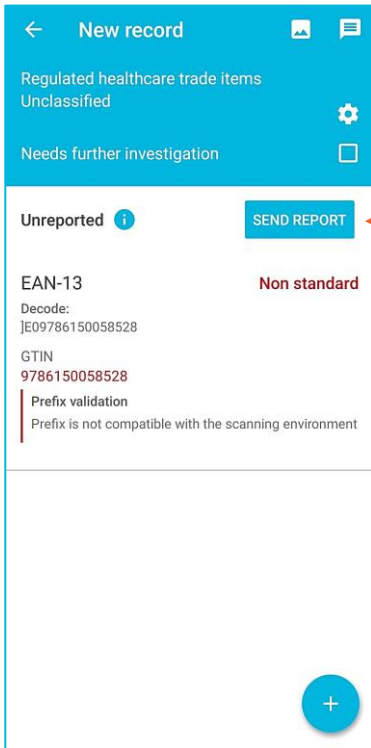 New record
Regulated healthcare trade items
Unclassified
Needs further investigation
Unreported i
SEND REPORT
EAN-13
Non standard
Decode:
]E09786150058528
GTIN
9786150058528
Prefix validation
Prefix is not compatible with the scanning environment
+